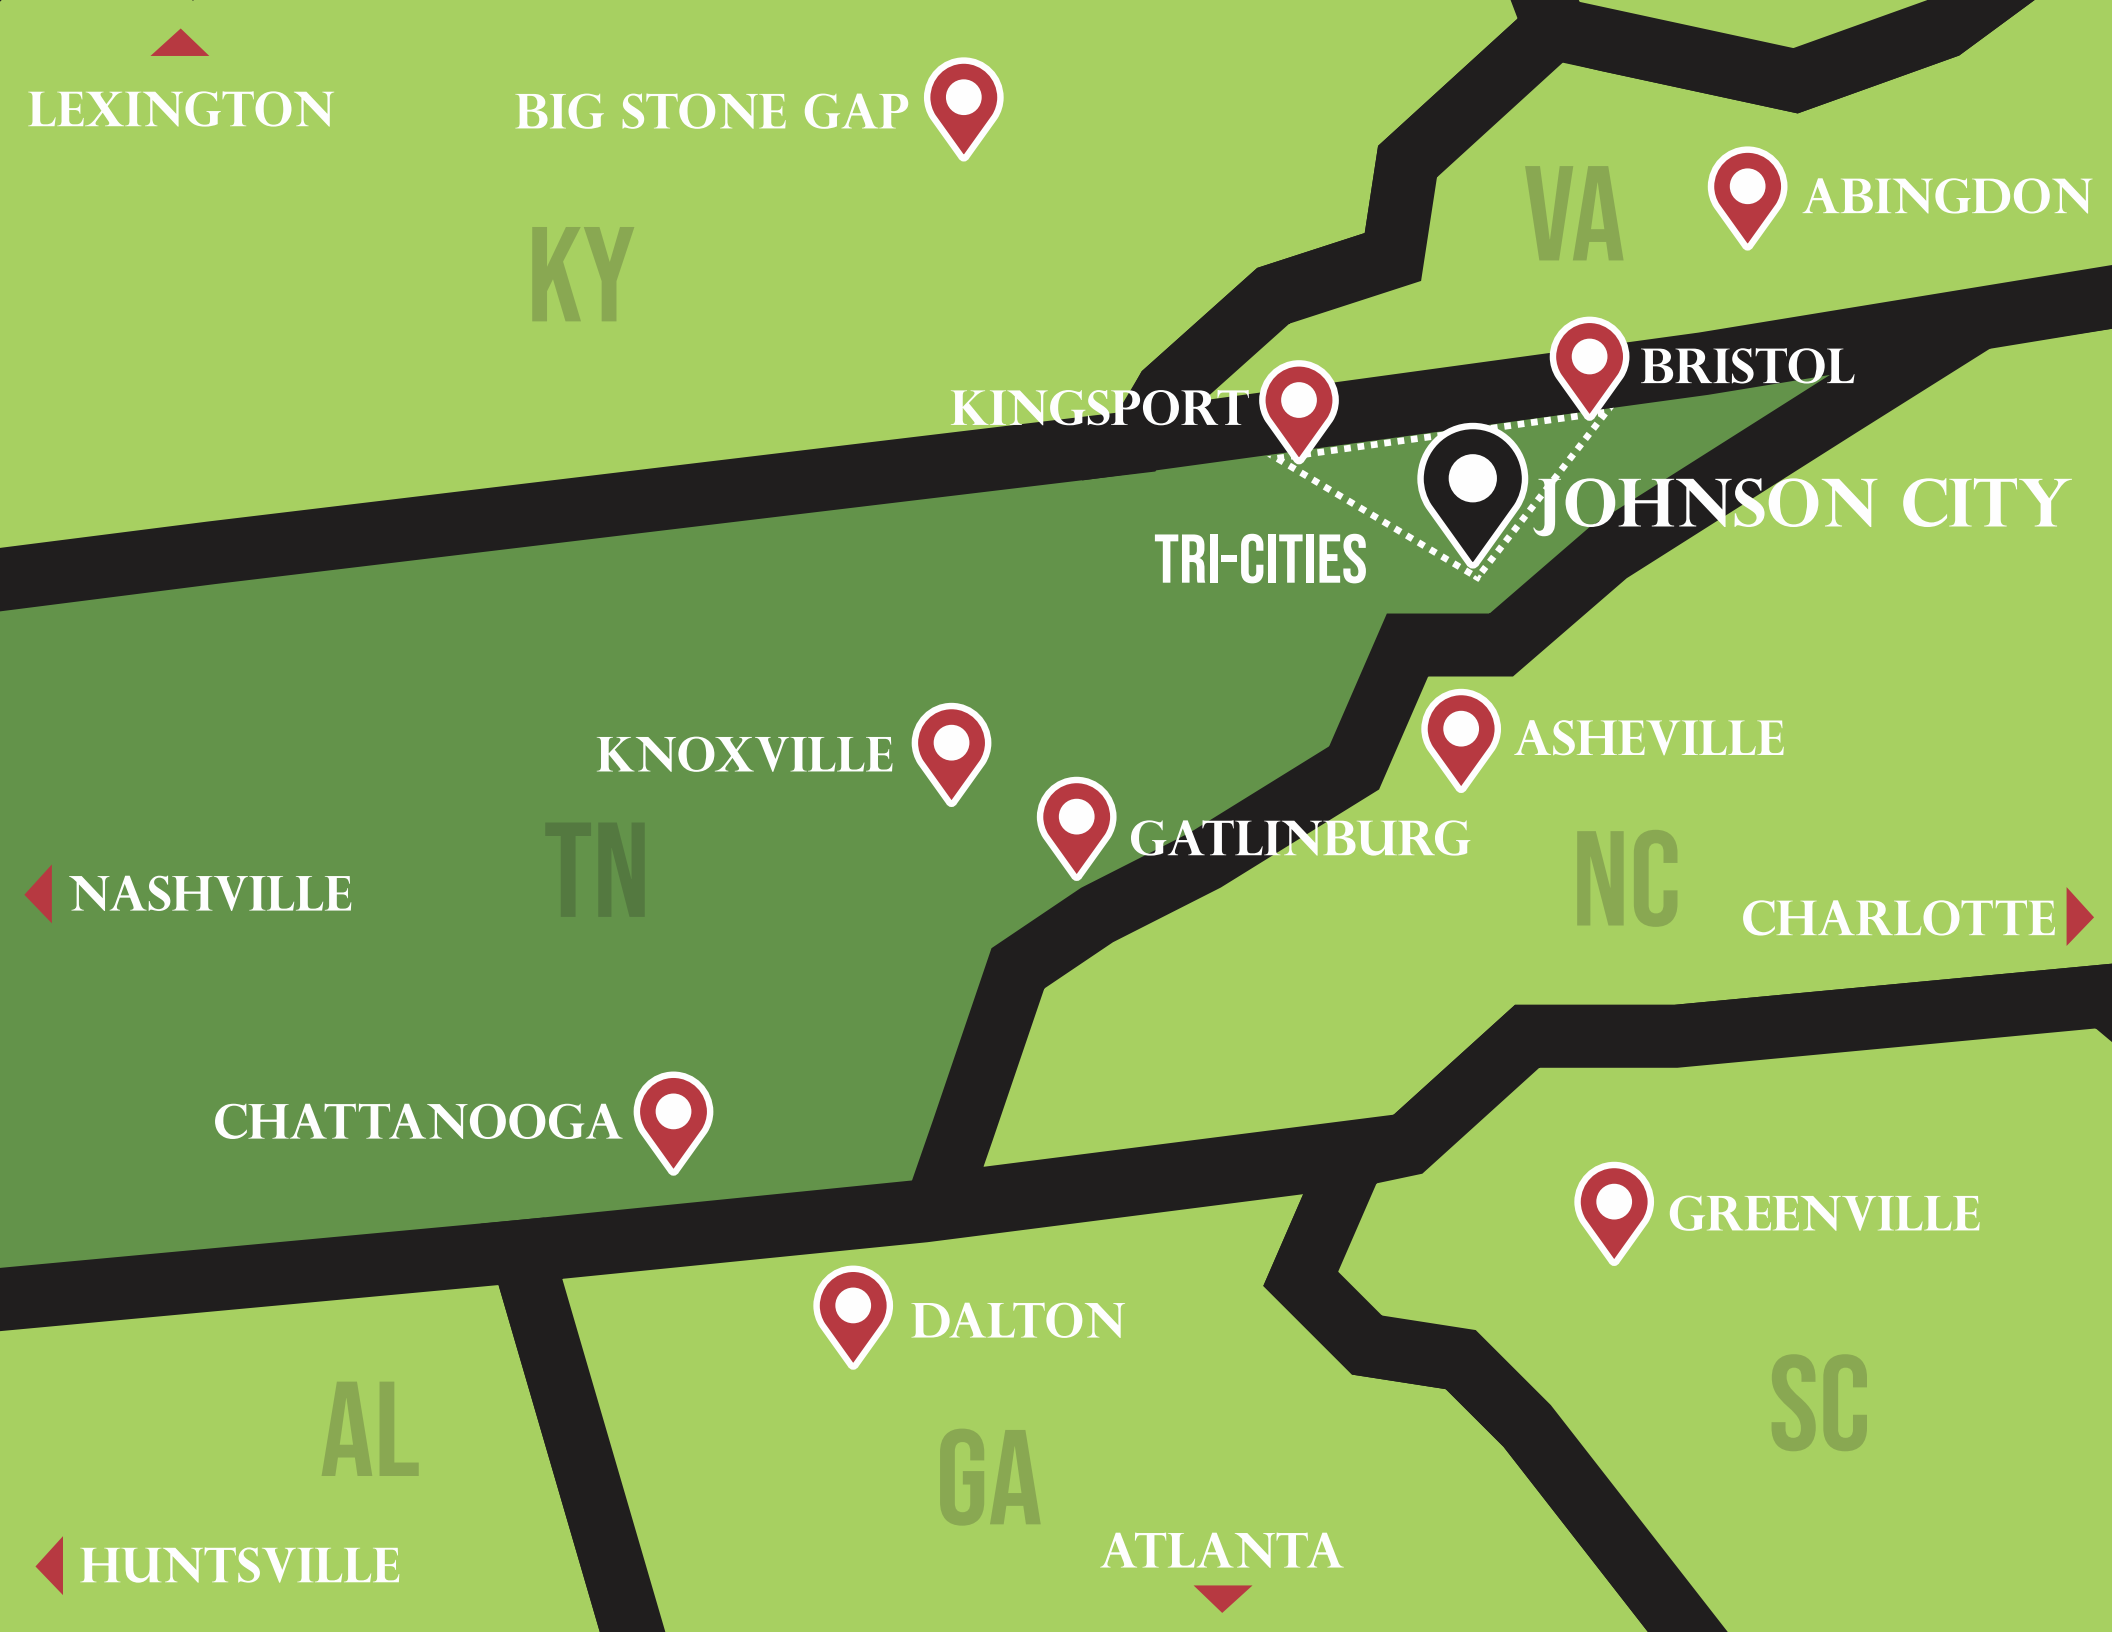 LEXINGTON
BIG STONE GAP
KY
VA
ABINGDON
BRISTOL
KINGSPORT
JOHNSON CITY
TRI-CITIES
KNOXVILLE
ASHEVILLE
GATLINBURG
TN
NC
NASHVILLE
CHARLOTTE
CHATTANOOGA
GREENVILLE
DALTON
AL
GA
SC
ATLANTA
HUNTSVILLE